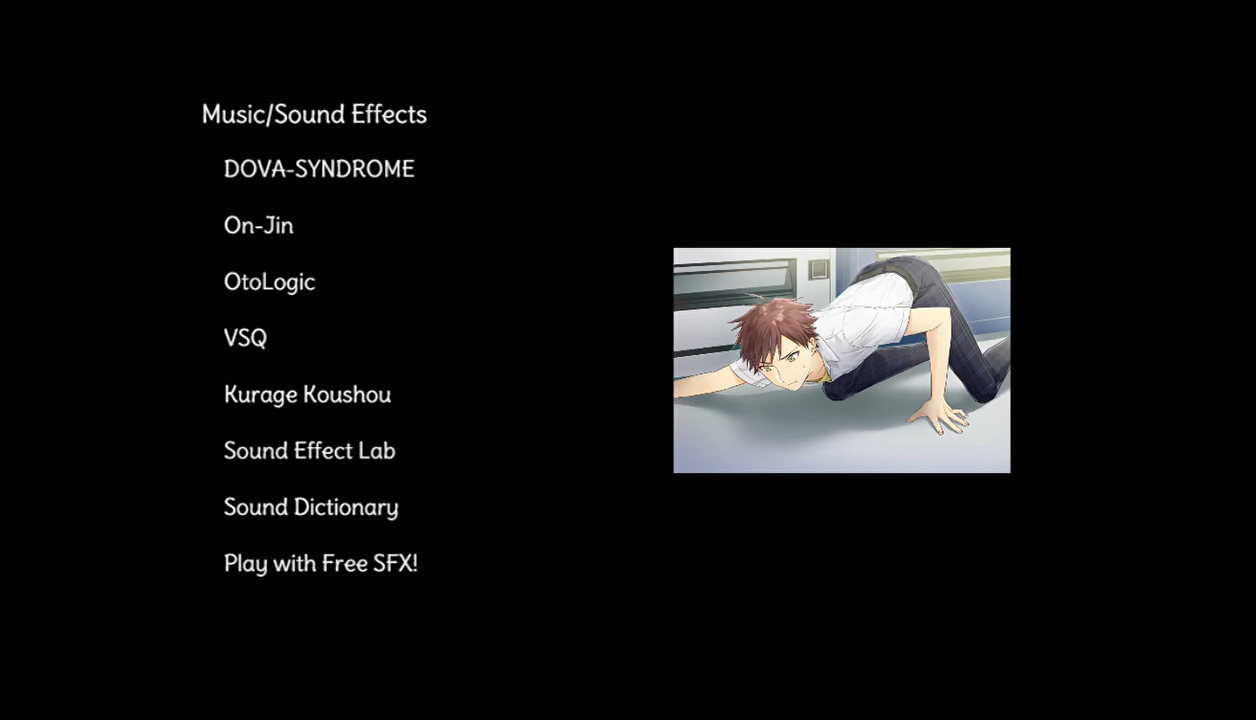 Music/Sound Effects
DOVA-SYNDROME
On-Jin
OtoLogic
VSQ
Kurage Koushou
Sound Effect Lab
Sound Dictionary
Play with Free SFX!